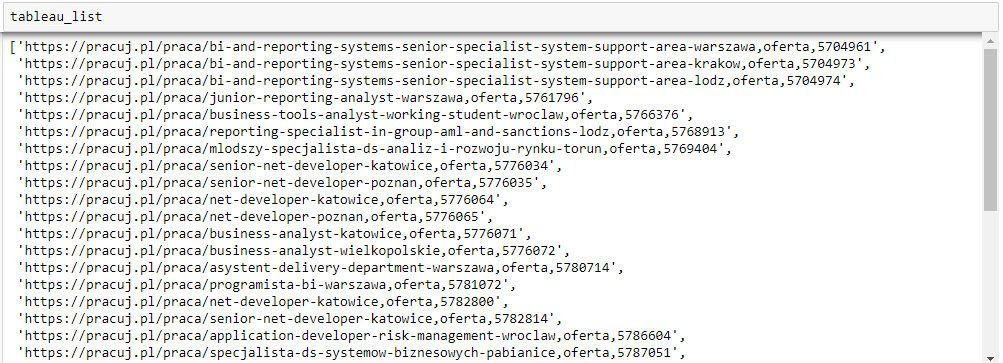 tableau_list
['https://pracuj.pl/praca/bi-and-reporting-systems-senior-specialist-system-support-area-warszawa,oferta,5704961',
'https://pracuj.pl/praca/bi-and-reporting-systems-senior-specialist-system-support-area-krakow,oferta,5704973',
'https://pracuj.pl/praca/bi-and-reporting-systems-senior-specialist-system-support-area-lodz,oferta,5704974',
'https://pracuj.pl/praca/junior-reporting-analyst-warszawa,oferta,5761796',
'https://pracuj.pl/praca/business-tools-analyst-working-student-wroclaw,oferta,5766376',
'https://pracuj.pl/praca/reporting-specialist-in-group-aml-and-sanctions-lodz,oferta,5768913',
'https://pracuj.pl/praca/mlodszy-specjalista-ds-analiz-i-rozwoju-rynku-torun,oferta,5769404',
'https://pracuj.pl/praca/senior-net-developer-katowice,oferta,5776034',
'https://pracuj.pl/praca/senior-net-developer-poznan,oferta,5776035',
'https://pracuj.pl/praca/net-developer-katowice,oferta,5776064',
'https://pracuj.pl/praca/net-developer-poznan,oferta,5776065',
'https://pracuj.pl/praca/business-analyst-katowice,oferta,5776071',
'https://pracuj.pl/praca/business-analyst-wielkopolskie,oferta,5776072',
'https://pracuj.pl/praca/asystent-delivery-department-warszawa,oferta,5780714',
'https://pracuj.pl/praca/programista-bi-warszawa,oferta,5781072',
'https://pracuj.pl/praca/net-developer-katowice,oferta,5782800',
'https://pracuj.pl/praca/senior-net-developer-katowice,oferta,5782814',
'https://pracuj.pl/praca/application-developer-risk-management-wroclaw,oferta,5786604',
'https://pracuj.pl/praca/specjalista-ds-systemow-biznesowych-pabianice,oferta,5787051',